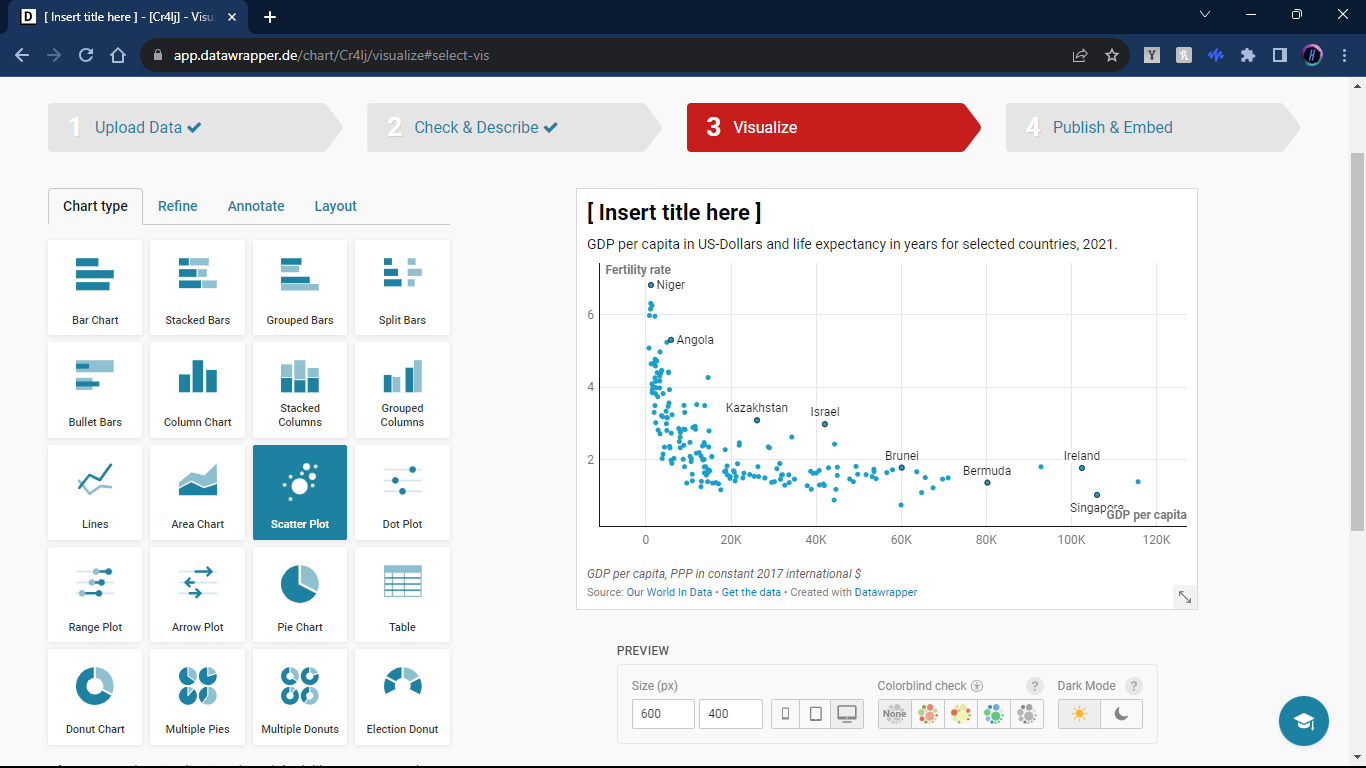 [ Insert title here ] - [Cr4lj] - Visu
app.datawrapper.de/chart/Cr4lj/visualize#select-vis
1 Upload Data
2 Check & Describe
3 Visualize
4 Publish & Embed
Chart type Refine Annotate Layout
Bar Chart
Stacked Bars
Grouped Bars
Split Bars
Bullet Bars
Column Chart
Stacked
Columns
Grouped
Columns
Lines
Area Chart
Scatter Plot
Dot Plot
Range Plot
Arrow Plot
Pie Chart
Table
Donut Chart
Multiple Pies
Multiple Donuts
Election Donut
[ Insert title here ]
GDP per capita in US-Dollars and life expectancy in years for selected countries, 2021.
Fertility rate
Niger
6
Angola
4
Kazakhstan
Israel
2
Brunei
Bermuda
Ireland
Singapore
GDP per capita
0 20K 40K 60K 80K 100K 120K
GDP per capita, PPP in constant 2017 international $
Source: Our World In Data • Get the data • Created with Datawrapper
PREVIEW
Size (px)
600
400
Colorblind check
?
None
Dark Mode
?